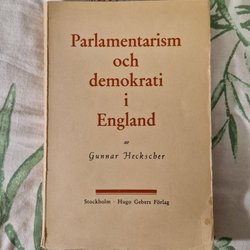 Parlamentarism
och
demokrati
i
England
av
Gunnar Heckscher
Stockholm · Hugo Gebers Förlag